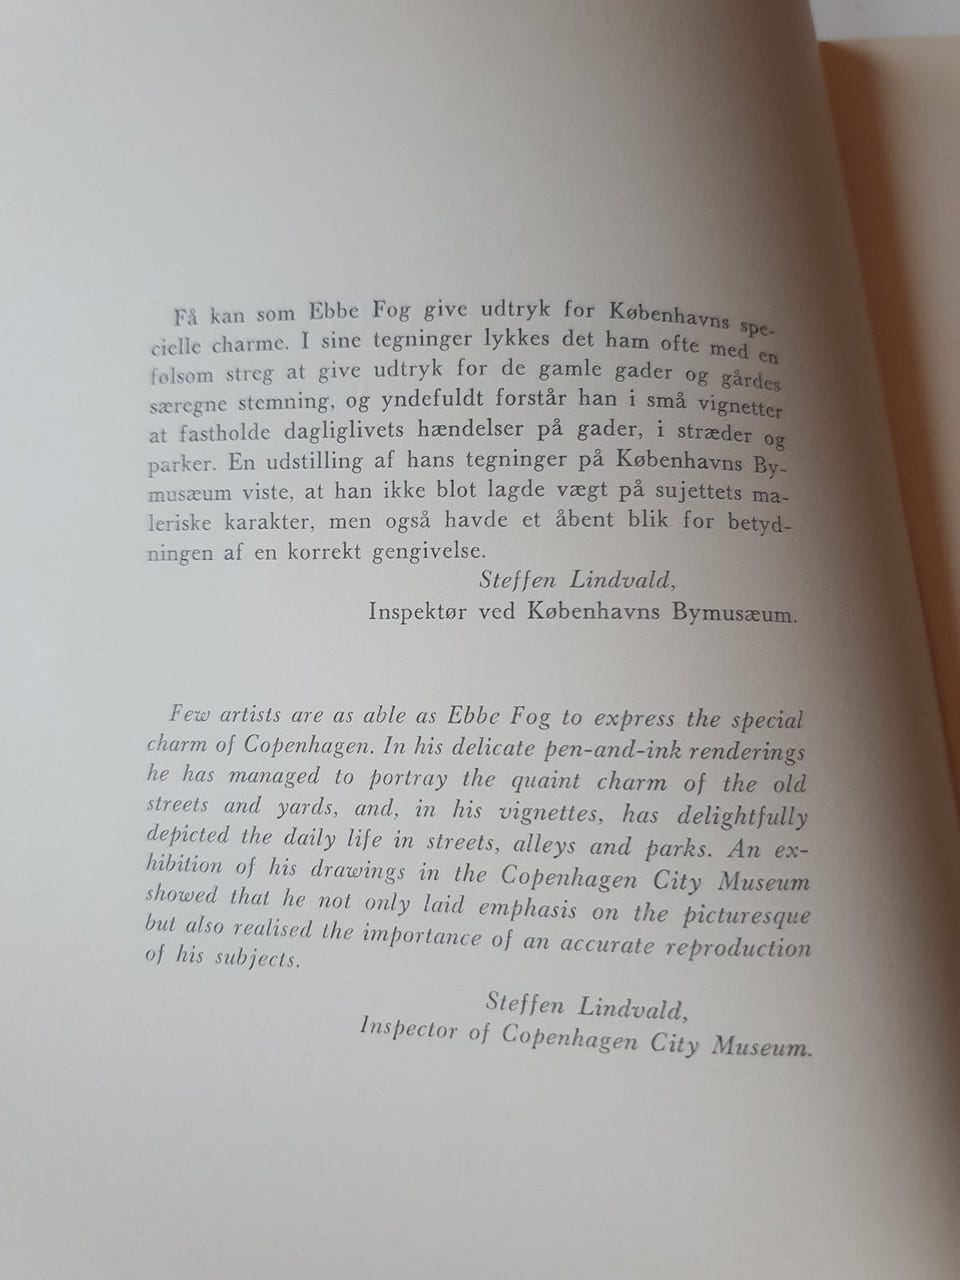 Få kan som Ebbe Fog give udtryk for Københavns spe-
cielle charme. I sine tegninger lykkes det ham ofte med en
følsom streg at give udtryk for de gamle gader og gårdes
særegne stemning, og yndefuldt forstår han i små vignetter
at fastholde dagliglivets hændelser på gader, i stræder og
parker. En udstilling af hans tegninger på Københavns By-
musæum viste, at han ikke blot lagde vægt på sujettets ma-
leriske karakter, men også havde et åbent blik for betyd-
ningen af en korrekt gengivelse.
Steffen Lindvald,
Inspektør ved Københavns Bymusæum.
Few artists are as able as Ebbe Fog to express the special
charm of Copenhagen. In his delicate pen-and-ink renderings
he has managed to portray the quaint charm of the old
streets and yards, and, in his vignettes, has delightfully
depicted the daily life in streets, alleys and parks. An ex-
hibition of his drawings in the Copenhagen City Museum
showed that he not only laid emphasis on the picturesque
but also realised the importance of an accurate reproduction
of his subjects.
Steffen Lindvald,
Inspector of Copenhagen City Museum.